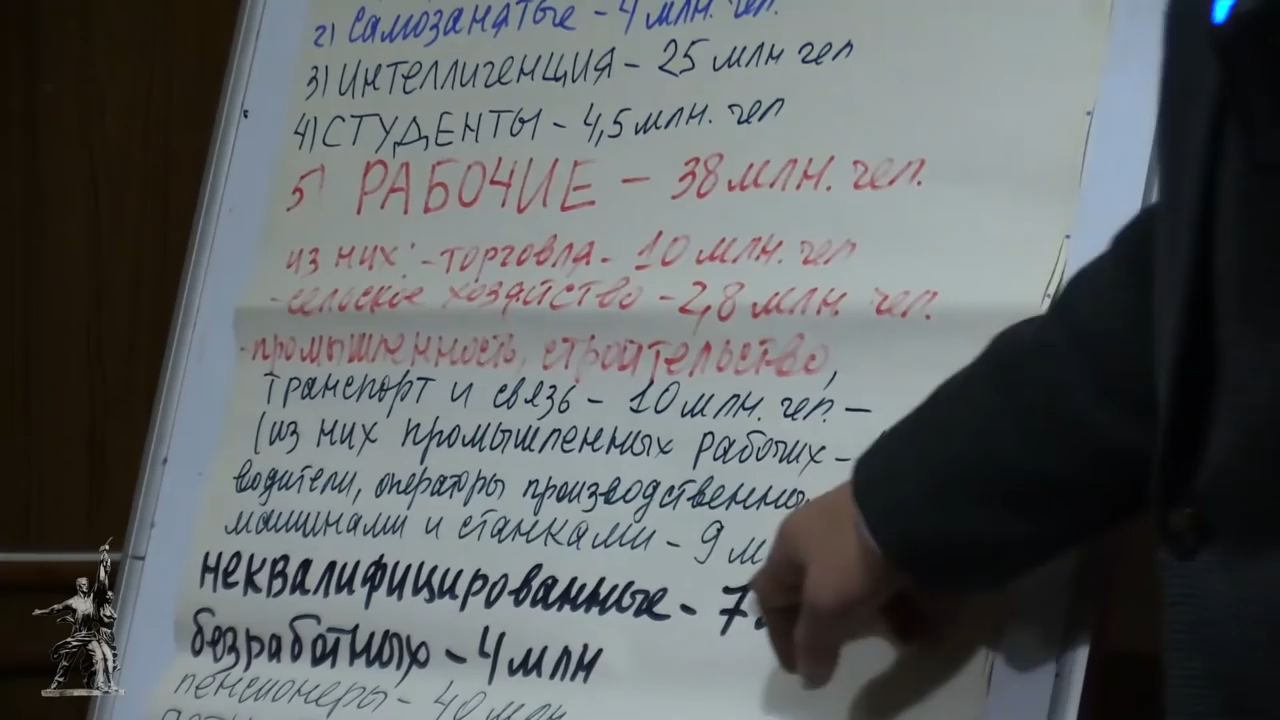 2) Самозанятые - 4 млн. чел.
3) ИНТЕЛЛИГЕНЦИЯ - 25 млн чел
4) СТУДЕНТЫ - 4,5 млн. чел
5) РАБОЧИЕ - 38 млн. чел.
из них: - торговля - 10 млн. чел
- сельское хозяйство - 2,8 млн. чел.
- промышленность, строительство,
транспорт и связь - 10 млн. чел. -
(из них промышленных рабочих -
водители, операторы
машинами и станками - 9
неквалифицированные - 7
безработных - 4 млн
пенсионеры - 40 млн